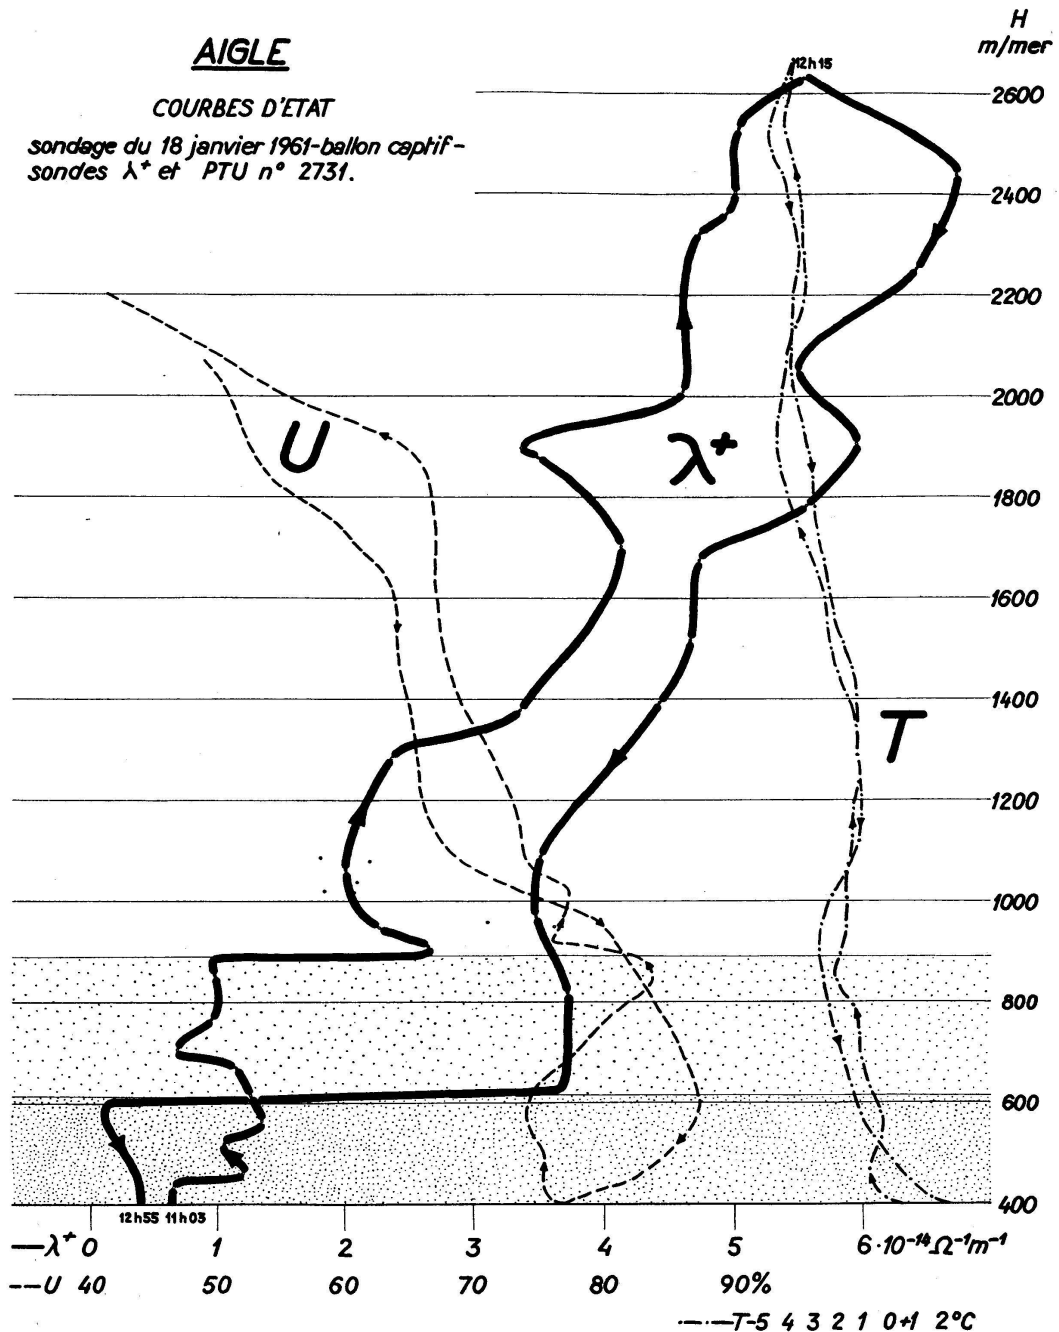 AIGLE
COURBES D'ETAT
sondage du 18 janvier 1961-ballon captif-
sondes λ+ et PTU n° 2731.
H
m/mer
12h15
2600
2400
2200
2000
U
λ+
1800
1600
1400
T
1200
1000
800
600
400
12h55 11h03
—λ+ 0 1 2 3 4 5 6·10⁻¹⁴Ω⁻¹m⁻¹
---U 40 50 60 70 80 90%
·—·—T-5 4 3 2 1 0+1 2°C